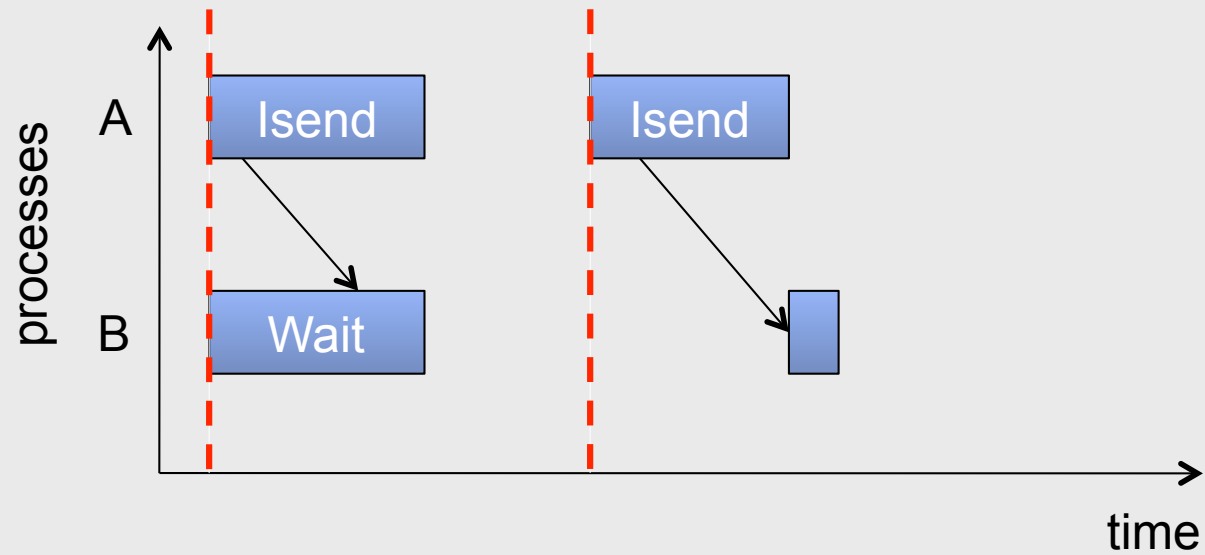 processes
A
Isend
Isend
B
Wait
time